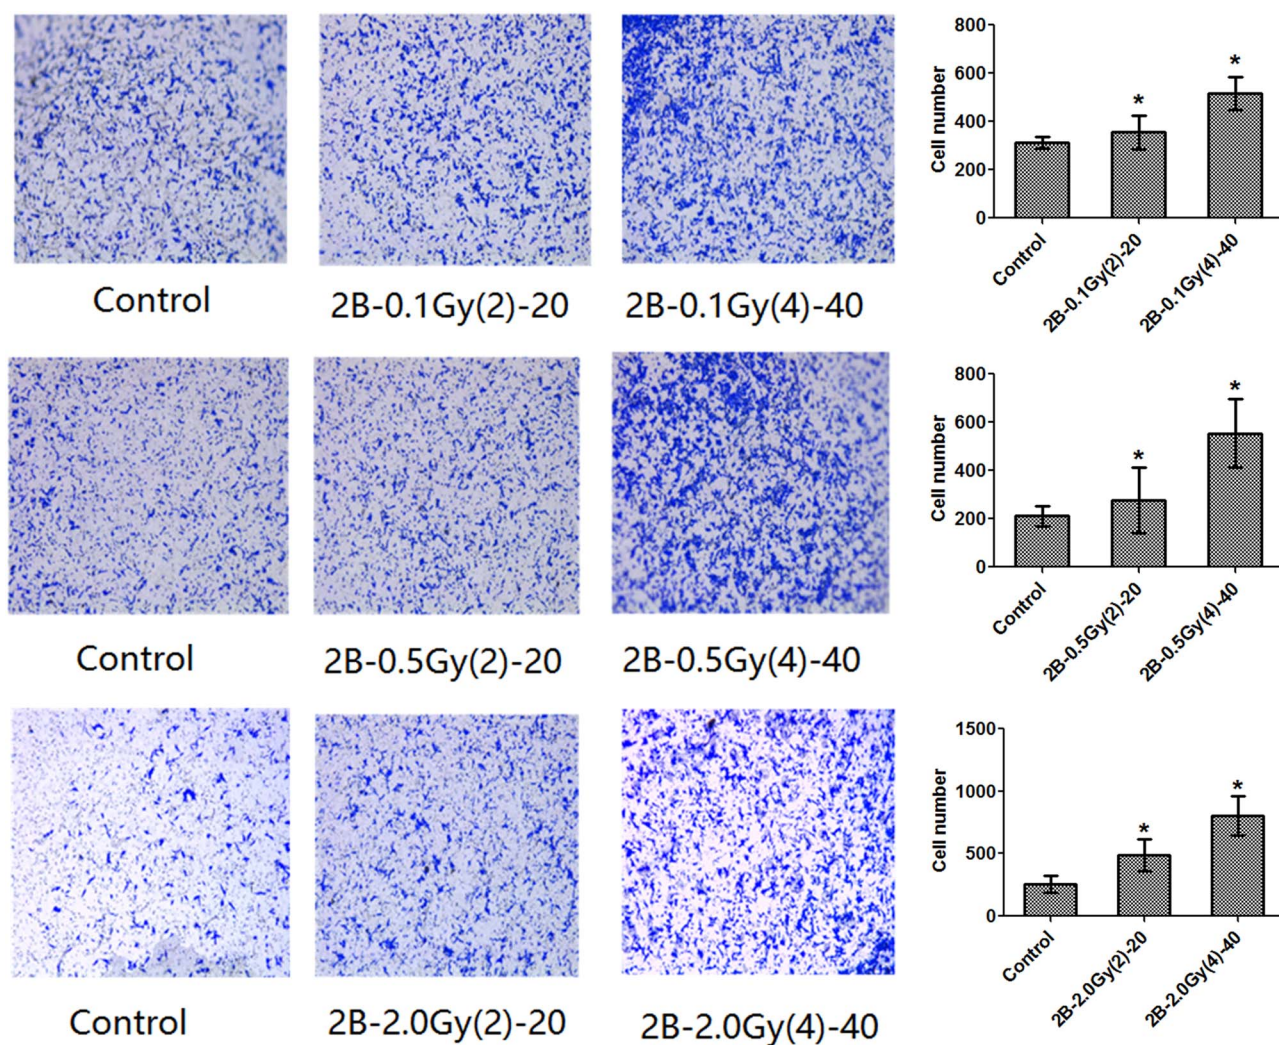 Control
2B-0.1Gy(2)-20
2B-0.1Gy(4)-40
Cell number
800
600
400
200
0
*
*
Control
2B-0.1Gy(2)-20
2B-0.1Gy(4)-40
Control
2B-0.5Gy(2)-20
2B-0.5Gy(4)-40
Cell number
800
600
400
200
0
*
*
Control
2B-0.5Gy(2)-20
2B-0.5Gy(4)-40
Control
2B-2.0Gy(2)-20
2B-2.0Gy(4)-40
Cell number
1500
1000
500
0
*
*
Control
2B-2.0Gy(2)-20
2B-2.0Gy(4)-40